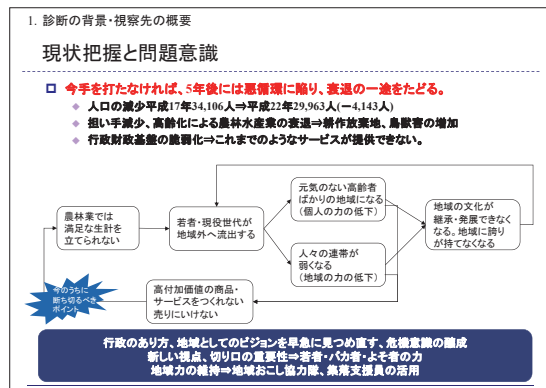 1. 診断の背景・視察先の概要
現状把握と問題意識
今手を打たなければ、5年後には悪循環に陥り、衰退の一途をたどる。
人口の減少平成17年34,106人⇒平成22年29,963人(－4,143人)
担い手減少、高齢化による農林水産業の衰退⇒耕作放棄地、鳥獣害の増加
行政財政基盤の脆弱化⇒これまでのようなサービスが提供できない。
農林業では
満足な生計を
立てられない
若者・現役世代が
地域外へ流出する
元気のない高齢者
ばかりの地域になる
(個人の力の低下)
人々の連帯が
弱くなる
(地域の力の低下)
地域の文化が
継承・発展できなく
なる。地域に誇り
が持てなくなる
高付加価値の商品・
サービスをつくれない
売りにいけない
今のうちに
断ち切るべき
ポイント
行政のあり方、地域としてのビジョンを早急に見つめ直す、危機意識の醸成
新しい視点、切り口の重要性⇒若者・バカ者・よそ者の力
地域力の維持⇒地域おこし協力隊、集落支援員の活用